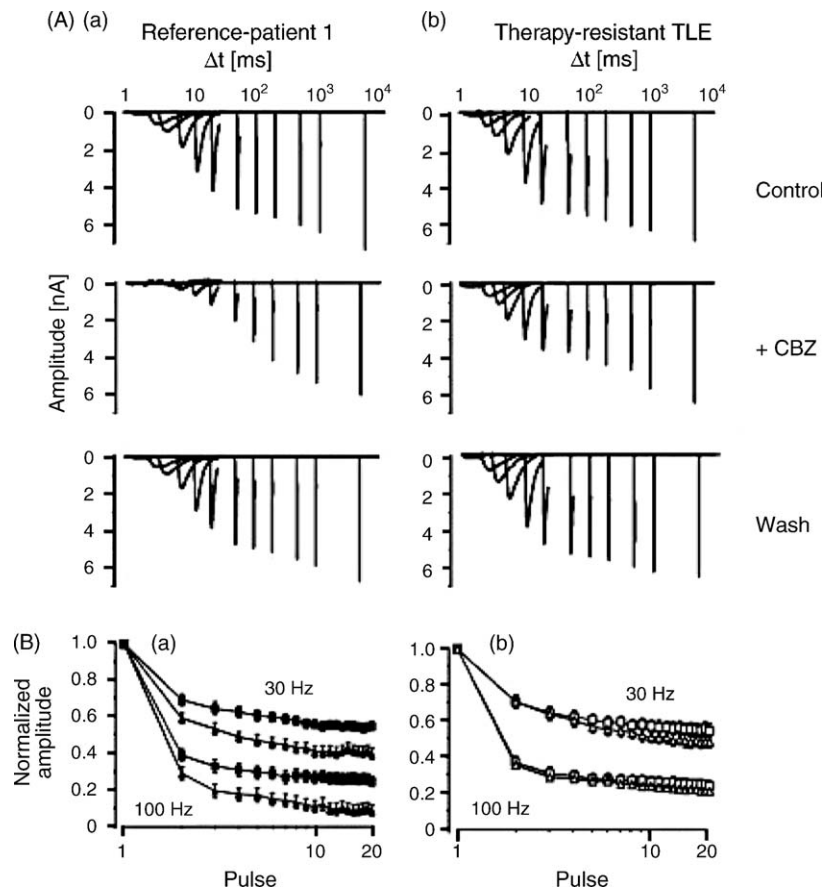 (A) (a) Reference-patient 1 (b) Therapy-resistant TLE
Δt [ms] Δt [ms]
1 10 10² 10³ 10⁴ 1 10 10² 10³ 10⁴
0 0
2 2
4 4
6 6
Control
0 0
2 2
4 4
6 6
+ CBZ
Amplitude [nA]
0 0
2 2
4 4
6 6
Wash
(B) (a) (b)
1.0 1.0
0.8 0.8
0.6 0.6
0.4 0.4
0.2 0.2
0 0
Normalized
amplitude
30 Hz 30 Hz
100 Hz 100 Hz
1 10 20 1 10 20
Pulse Pulse